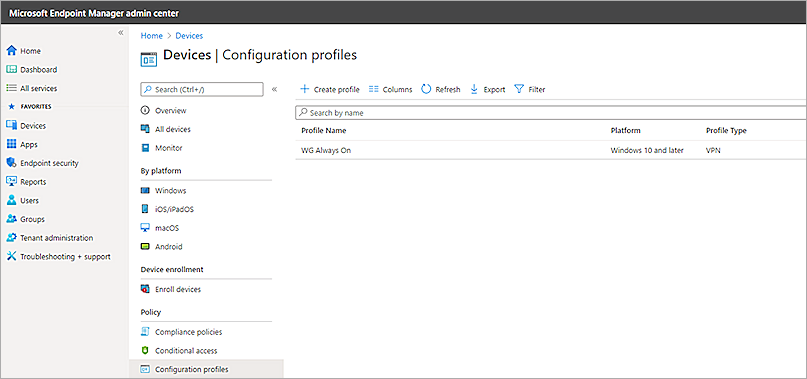 Microsoft Endpoint Manager admin center
«
Home
Dashboard
All services
FAVORITES
Devices
Apps
Endpoint security
Reports
Users
Groups
Tenant administration
Troubleshooting + support
Home > Devices
Devices | Configuration profiles
Search (Ctrl+/) «
Overview
All devices
Monitor
By platform
Windows
iOS/iPadOS
macOS
Android
Device enrollment
Enroll devices
Policy
Compliance policies
Conditional access
Configuration profiles
+ Create profile Columns Refresh Export Filter
Search by name
Profile Name Platform Profile Type
WG Always On Windows 10 and later VPN